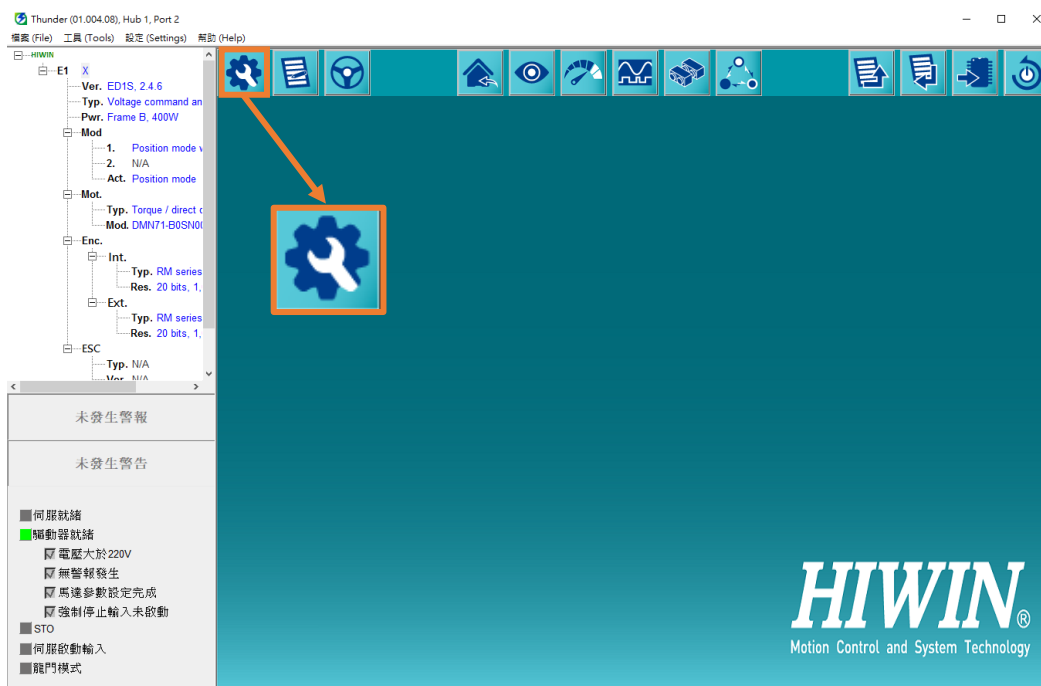 Thunder (01.004.08), Hub 1, Port 2
檔案 (File) 工具 (Tools) 設定 (Settings) 幫助 (Help)
HIWIN
E1 X
Ver. ED1S, 2.4.6
Typ. Voltage command an
Pwr. Frame B, 400W
Mod
1. Position mode
2. N/A
Act. Position mode
Mot.
Typ. Torque / direct
Mod. DMN71-B0SN0
Enc.
Int.
Typ. RM series
Res. 20 bits, 1,
Ext.
Typ. RM series
Res. 20 bits, 1,
ESC
Typ. N/A
Ver. N/A
未發生警報
未發生警告
伺服就緒
驅動器就緒
電壓大於220V
無警報發生
馬達參數設定完成
強制停止輸入未啟動
STO
伺服啟動輸入
龍門模式
HIWIN®
Motion Control and System Technology